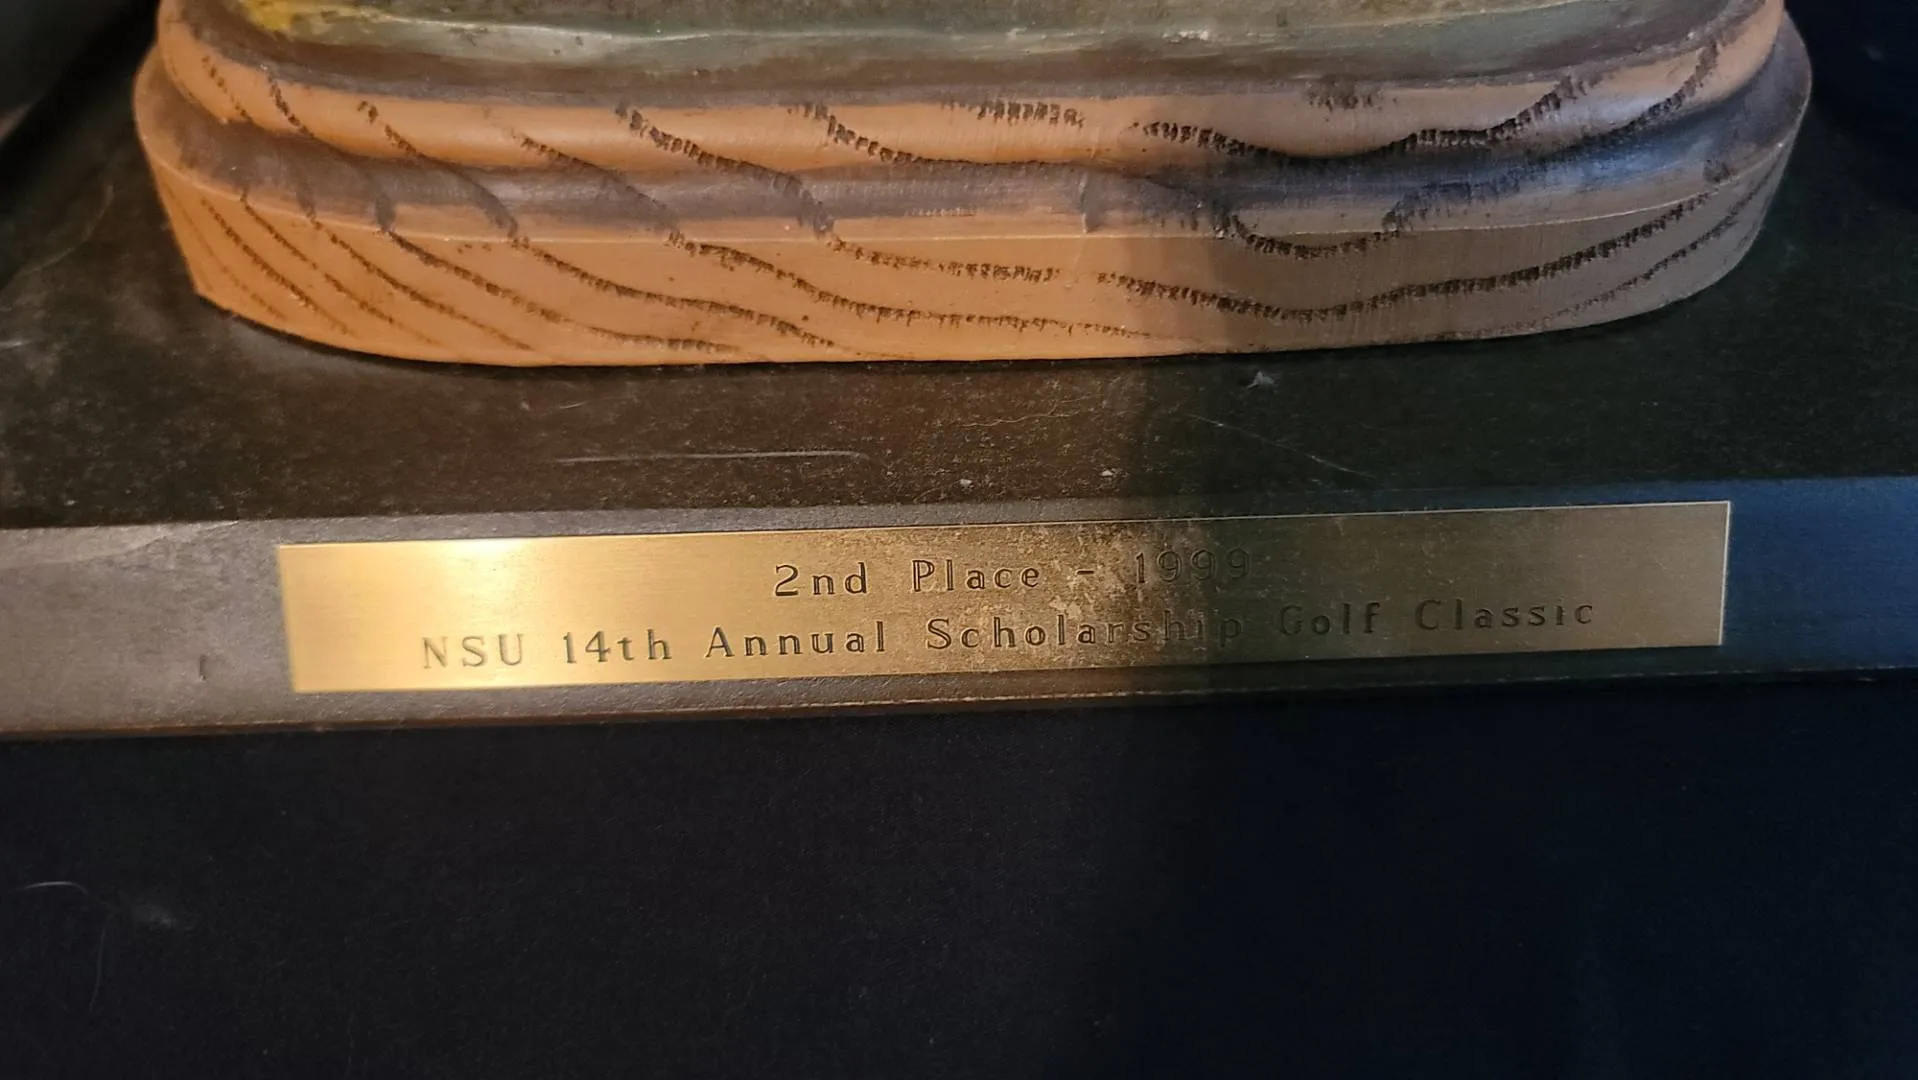 2nd Place - 1999
NSU 14th Annual Scholarship Golf Classic